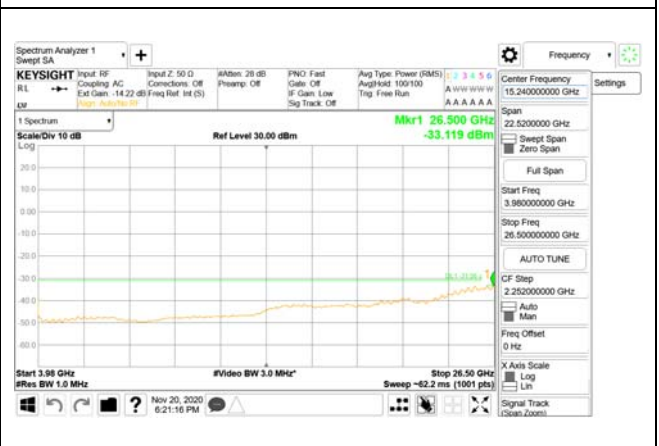 Spectrum Analyzer 1
Swept SA
Frequency
KEYSIGHT
RL
Input: RF
Coupling: AC
Ext Gain: -14.22 dB
Align: Auto/No RF
Input Z: 50 Ω
Corrections: Off
Freq Ref: Int (S)
#Atten: 28 dB
Preamp: Off
PNO: Fast
Gate: Off
IF Gain: Low
Sig Track: Off
Avg Type: Power (RMS)
Avg|Hold: 100/100
Trig: Free Run
1 2 3 4 5 6
A W W W W W
A A A A A A
1 Spectrum
Scale/Div 10 dB
Log
Ref Level 30.00 dBm
Mkr1 26.500 GHz
-33.119 dBm
20.0
10.0
0.00
-10.0
-20.0
-30.0
-40.0
-50.0
-60.0
1
Start 3.98 GHz
#Res BW 1.0 MHz
#Video BW 3.0 MHz*
Stop 26.50 GHz
Sweep ~62.2 ms (1001 pts)
Nov 20, 2020
6:21:16 PM
Center Frequency
15.240000000 GHz
Settings
Span
22.5200000 GHz
Swept Span
Zero Span
Full Span
Start Freq
3.980000000 GHz
Stop Freq
26.500000000 GHz
AUTO TUNE
CF Step
2.252000000 GHz
Auto
Man
Freq Offset
0 Hz
X Axis Scale
Log
Lin
Signal Track
(Span Zoom)